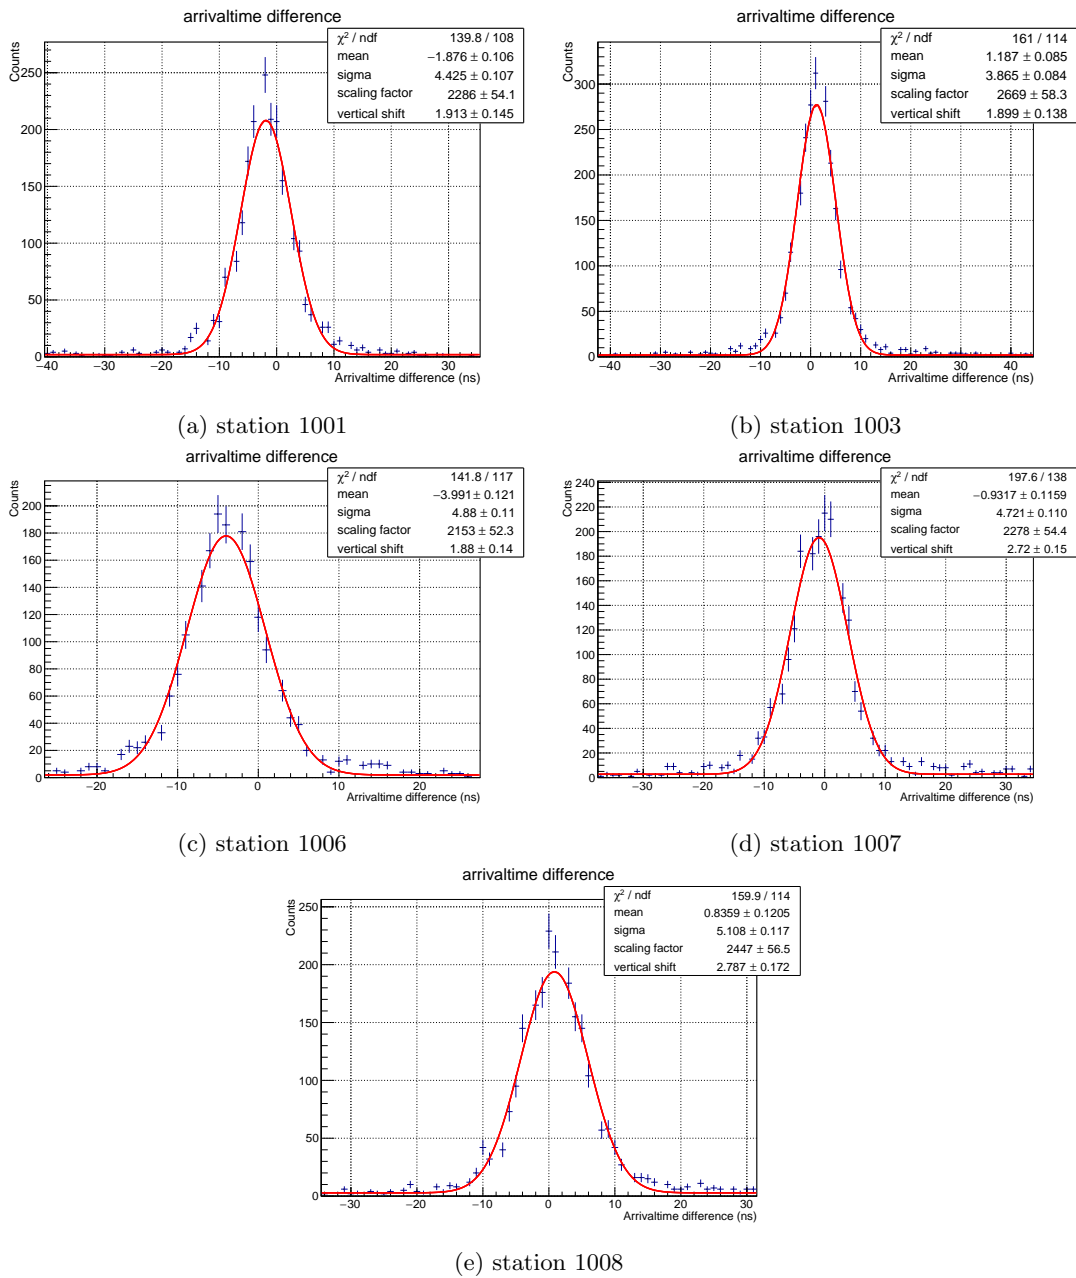 arrivaltime difference
Counts
χ² / ndf 139.8 / 108
mean −1.876 ± 0.106
sigma 4.425 ± 0.107
scaling factor 2286 ± 54.1
vertical shift 1.913 ± 0.145
250
200
150
100
50
0
−40 −30 −20 −10 0 10 20 30
Arrivaltime difference (ns)
(a) station 1001
arrivaltime difference
Counts
χ² / ndf 161 / 114
mean 1.187 ± 0.085
sigma 3.865 ± 0.084
scaling factor 2669 ± 58.3
vertical shift 1.899 ± 0.138
300
250
200
150
100
50
0
−40 −30 −20 −10 0 10 20 30 40
Arrivaltime difference (ns)
(b) station 1003
arrivaltime difference
Counts
χ² / ndf 141.8 / 117
mean −3.991 ± 0.121
sigma 4.88 ± 0.11
scaling factor 2153 ± 52.3
vertical shift 1.88 ± 0.14
200
180
160
140
120
100
80
60
40
20
0
−20 −10 0 10 20
Arrivaltime difference (ns)
(c) station 1006
arrivaltime difference
Counts
χ² / ndf 197.6 / 138
mean −0.9317 ± 0.1159
sigma 4.721 ± 0.110
scaling factor 2278 ± 54.4
vertical shift 2.72 ± 0.15
240
220
200
180
160
140
120
100
80
60
40
20
0
−30 −20 −10 0 10 20 30
Arrivaltime difference (ns)
(d) station 1007
arrivaltime difference
Counts
χ² / ndf 159.9 / 114
mean 0.8359 ± 0.1205
sigma 5.108 ± 0.117
scaling factor 2447 ± 56.5
vertical shift 2.787 ± 0.172
250
200
150
100
50
0
−30 −20 −10 0 10 20 30
Arrivaltime difference (ns)
(e) station 1008